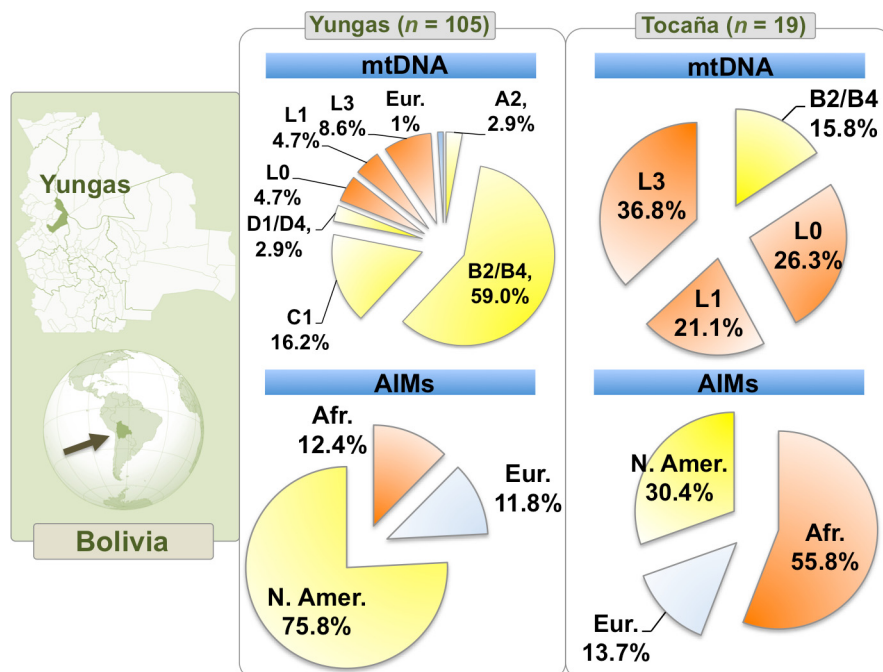 Yungas (n = 105)
mtDNA
Eur.
1%
L3
8.6%
L1
4.7%
L0
4.7%
D1/D4,
2.9%
C1
16.2%
A2,
2.9%
B2/B4,
59.0%
AIMs
Afr.
12.4%
Eur.
11.8%
N. Amer.
75.8%
Tocaña (n = 19)
mtDNA
B2/B4
15.8%
L3
36.8%
L0
26.3%
L1
21.1%
AIMs
N. Amer.
30.4%
Afr.
55.8%
Eur.
13.7%
Yungas
Bolivia